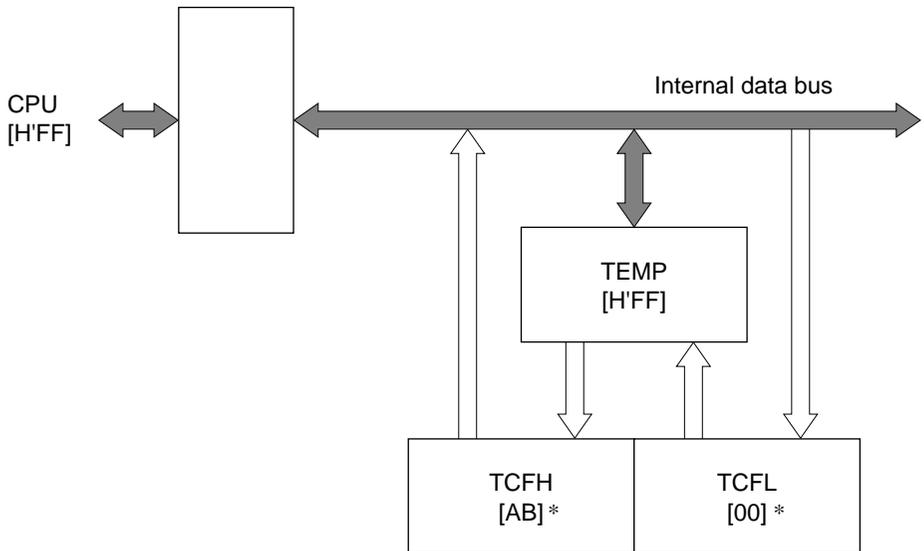 Internal data bus
CPU
[H'FF]
TEMP
[H'FF]
TCFH
[AB] *
TCFL
[00] *